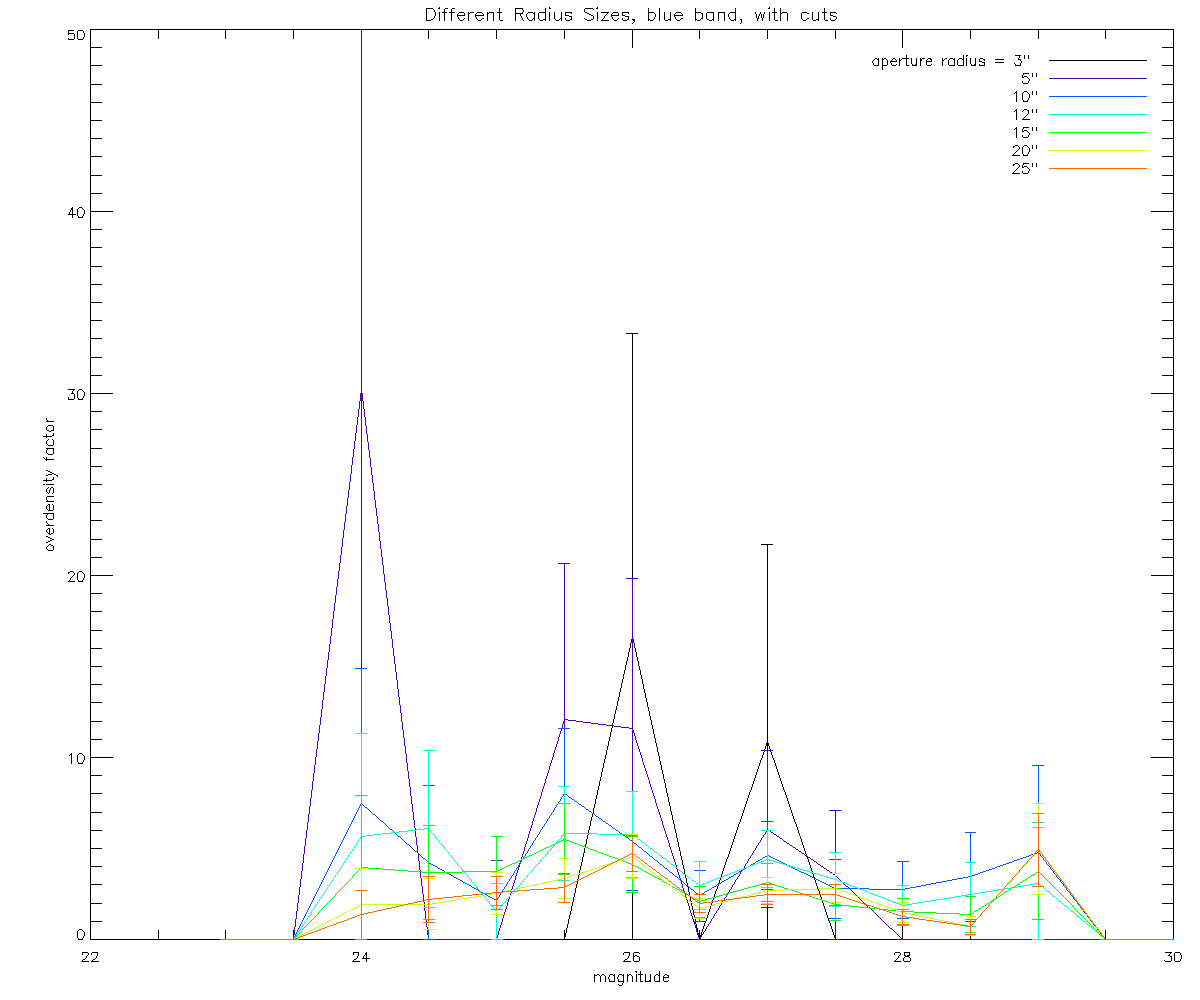 Different Radius Sizes, blue band, with cuts
aperture radius = 3"
5"
10"
12"
15"
20"
25"
50
40
30
20
10
0
overdensity factor
22 24 26 28 30
magnitude